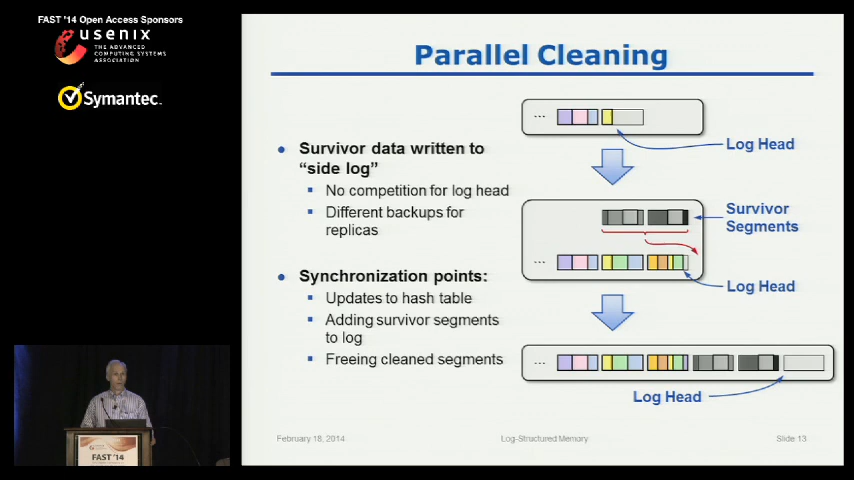 FAST '14 Open Access Sponsors
usenix
THE ADVANCED
COMPUTING SYSTEMS
ASSOCIATION
Symantec.
Parallel Cleaning
• Survivor data written to
"side log"
▪ No competition for log head
▪ Different backups for
replicas
• Synchronization points:
▪ Updates to hash table
▪ Adding survivor segments
to log
▪ Freeing cleaned segments
...
Log Head
Survivor
Segments
...
Log Head
...
Log Head
February 18, 2014
Log-Structured Memory
Slide 13
FAST '14